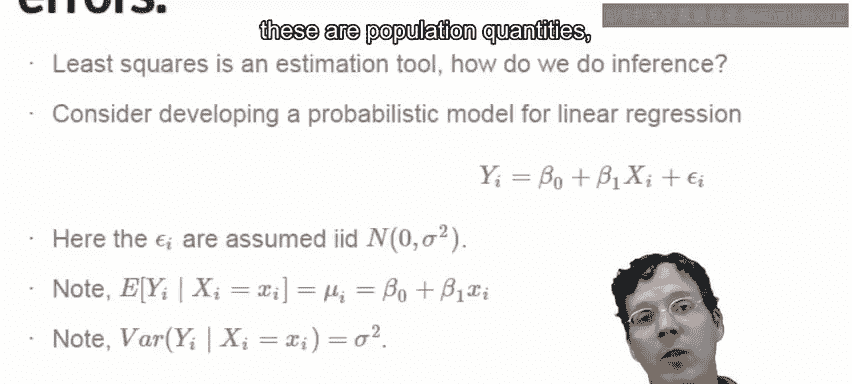 errors.
these are population quantities,
· Least squares is an estimation tool, how do we do inference?
· Consider developing a probabilistic model for linear regression
Yᵢ = β₀ + β₁Xᵢ + ϵᵢ
· Here the ϵᵢ are assumed iid N(0, σ²).
· Note, E[Yᵢ | Xᵢ = xᵢ] = μᵢ = β₀ + β₁xᵢ
· Note, Var(Yᵢ | Xᵢ = xᵢ) = σ².